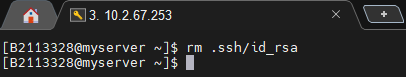 3. 10.2.67.253
[B2113328@myserver ~]$ rm .ssh/id_rsa
[B2113328@myserver ~]$